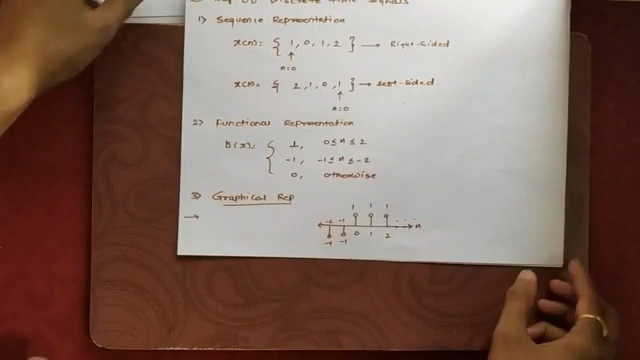 Rep Of Discrete time signals
1) Sequence Representation
x(n)= { 1, 0, 1, 2 } → Right-sided
↑
n=0
x(n)= { 2, 1, 0, 1 } → Left-sided
↑
n=0
2) Functional Representation
1, 0≤n≤2
-1, -1≤n≤-2
0, otherwise
3) Graphical Rep
→
1 1 1
-2 -1 ... n
-1 -1 0 1 2